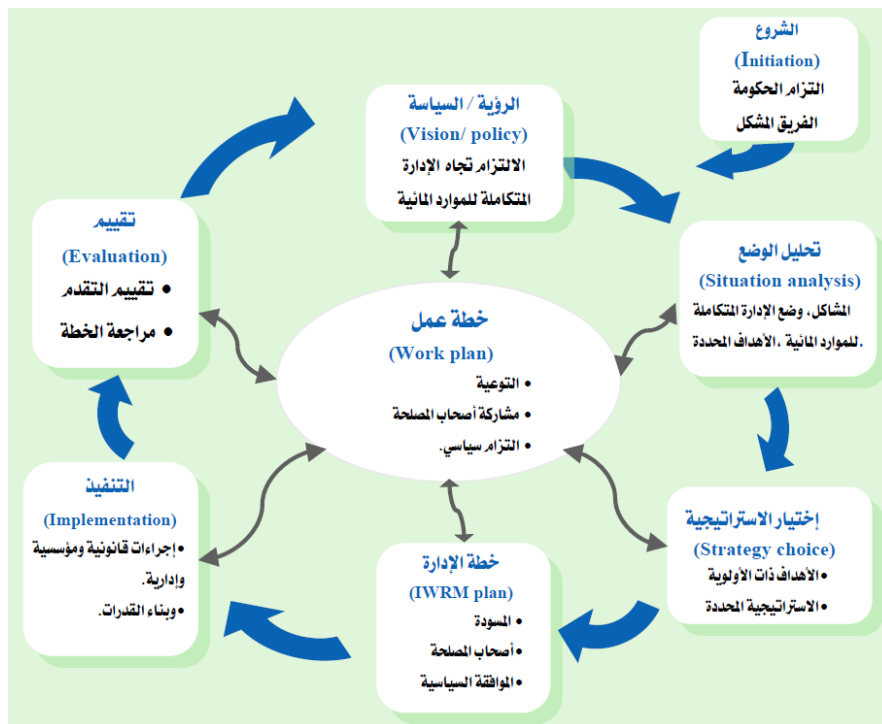 الشروع
(Initiation)
التزام الحكومة
الفريق المشكل
الرؤية / السياسة
(Vision/ policy)
الالتزام تجاه الإدارة
المتكاملة للموارد المائية
تحليل الوضع
(Situation analysis)
المشاكل، وضع الإدارة المتكاملة
للموارد المائية ، الأهداف المحددة.
إختيار الاستراتيجية
(Strategy choice)
• الأهداف ذات الأولوية
• الاستراتيجية المحددة
خطة الإدارة
(IWRM plan)
• المسودة
• أصحاب المصلحة
• الموافقة السياسية
التنفيذ
(Implementation)
• إجراءات قانونية ومؤسسية
وإدارية.
• وبناء القدرات.
تقييم
(Evaluation)
• تقييم التقدم
• مراجعة الخطة
خطة عمل
(Work plan)
• التوعية
• مشاركة أصحاب المصلحة
• التزام سياسي.